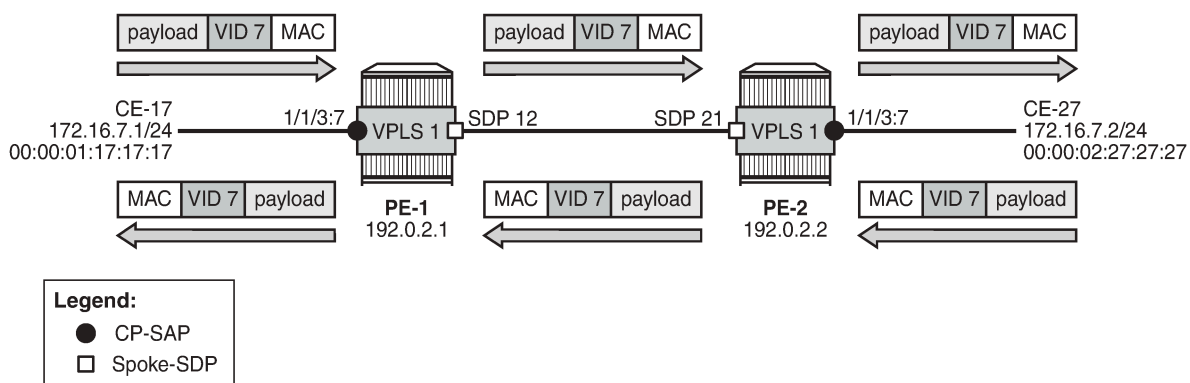 payload VID 7 MAC
payload VID 7 MAC
payload VID 7 MAC
CE-17
172.16.7.1/24
00:00:01:17:17:17
1/1/3:7
VPLS 1
SDP 12
SDP 21
VPLS 1
1/1/3:7
CE-27
172.16.7.2/24
00:00:02:27:27:27
MAC VID 7 payload
MAC VID 7 payload
MAC VID 7 payload
PE-1
192.0.2.1
PE-2
192.0.2.2
Legend:
CP-SAP
Spoke-SDP